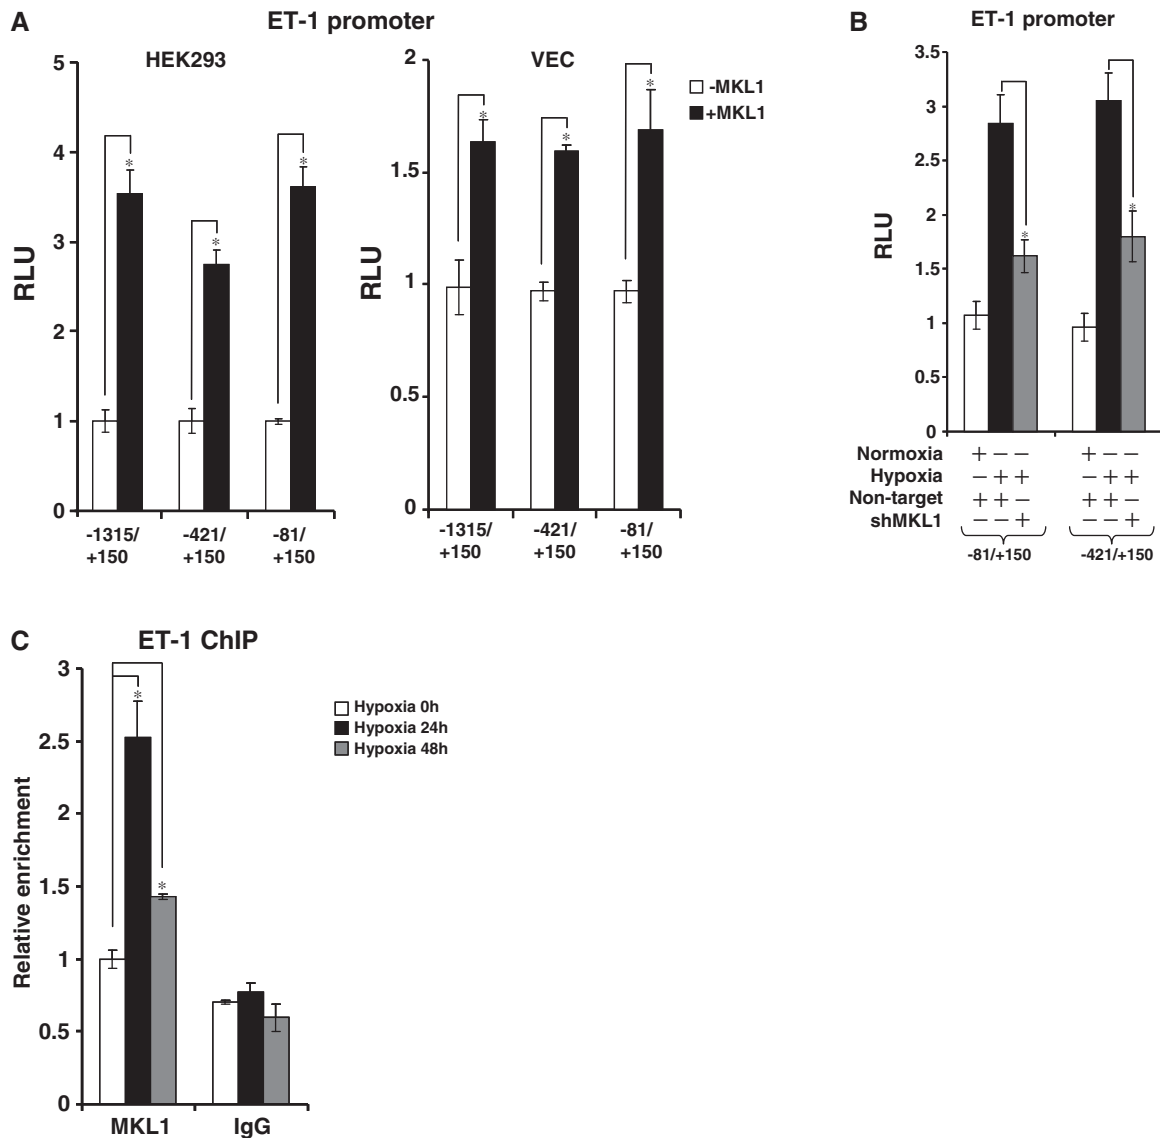 A
ET-1 promoter
HEK293
VEC
-MKL1
+MKL1
RLU
5
4
3
2
1
0
-1315/
+150
-421/
+150
-81/
+150
* * *
RLU
2
1.5
1
0.5
0
-1315/
+150
-421/
+150
-81/
+150
* * *
B
ET-1 promoter
RLU
3.5
3
2.5
2
1.5
1
0.5
0
* *
Normoxia + − − + − −
Hypoxia − + + − + +
Non-target + + − + + −
shMKL1 − − + − − +
-81/+150 -421/+150
C
ET-1 ChIP
Relative enrichment
3
2.5
2
1.5
1
0.5
0
* *
MKL1 IgG
Hypoxia 0h
Hypoxia 24h
Hypoxia 48h